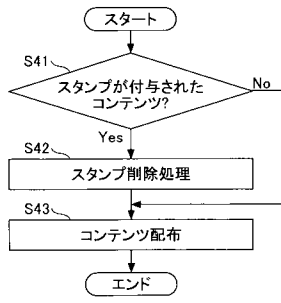 スタート
S41
スタンプが付与された
コンテンツ?
No
Yes
S42
スタンプ削除処理
S43
コンテンツ配布
エンド